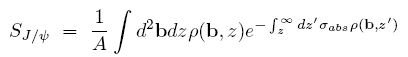 $S_{J/\psi} \;=\; \frac{1}{A} \int d^2\mathbf{b} dz \rho(\mathbf{b}, z) e^{-\int_z^\infty dz' \sigma_{abs} \rho(\mathbf{b}, z')}$